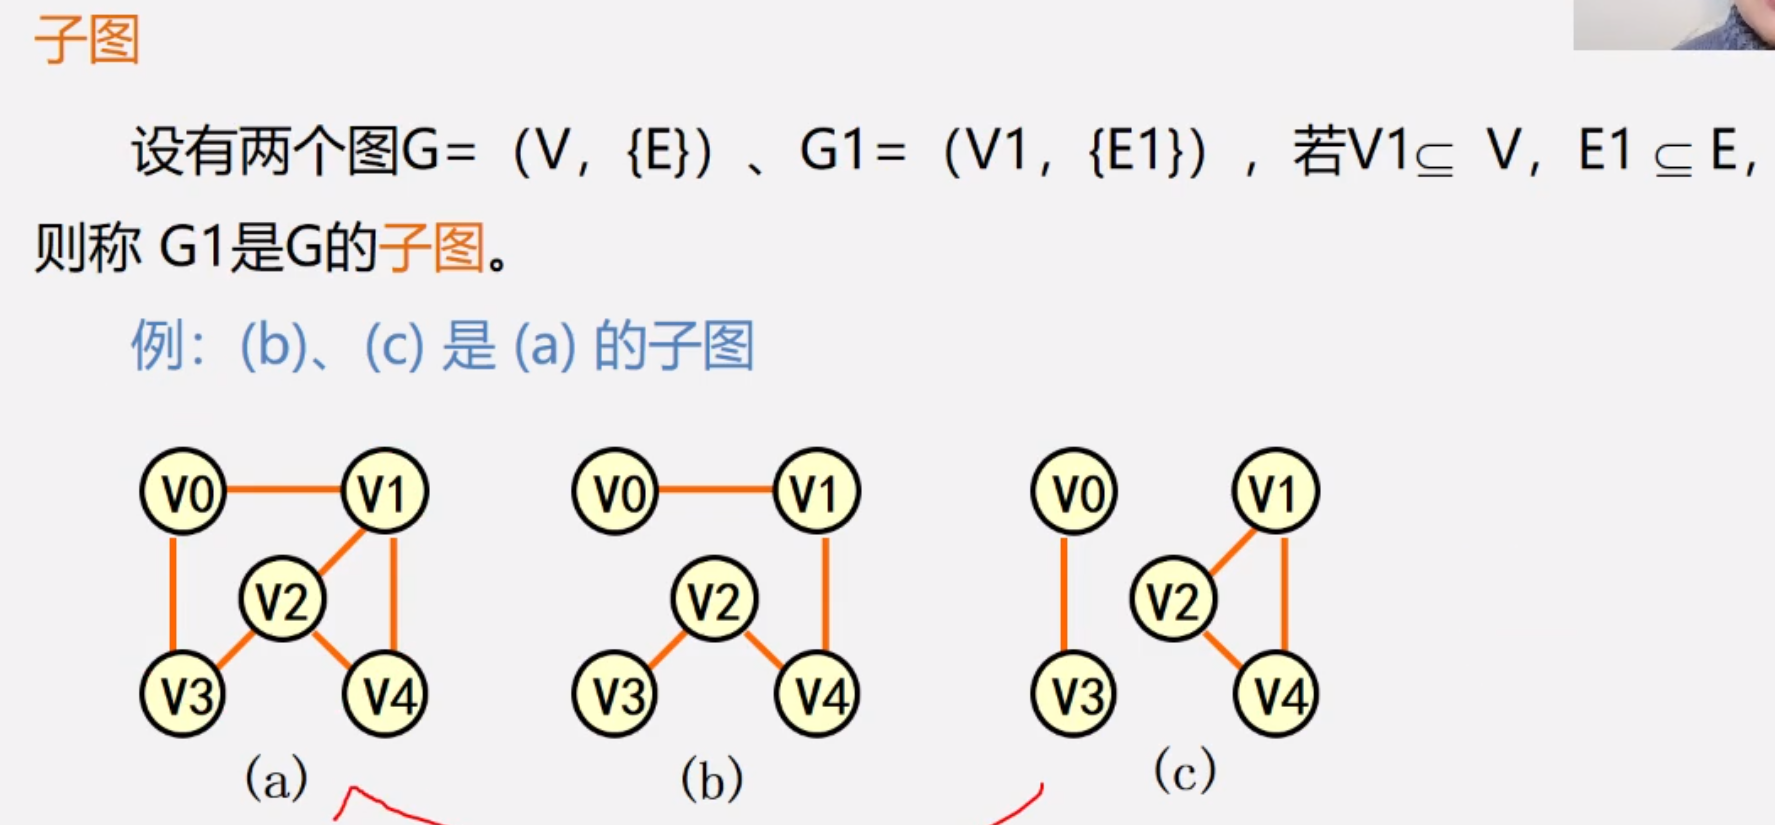 子图
设有两个图G=（V，{E}）、G1=（V1，{E1}），若V1⊆ V，E1 ⊆ E，
则称 G1是G的子图。
例：(b)、(c) 是 (a) 的子图
V0 V1 V0 V1 V0 V1
V2 V2 V2
V3 V4 V3 V4 V3 V4
(a) (b) (c)